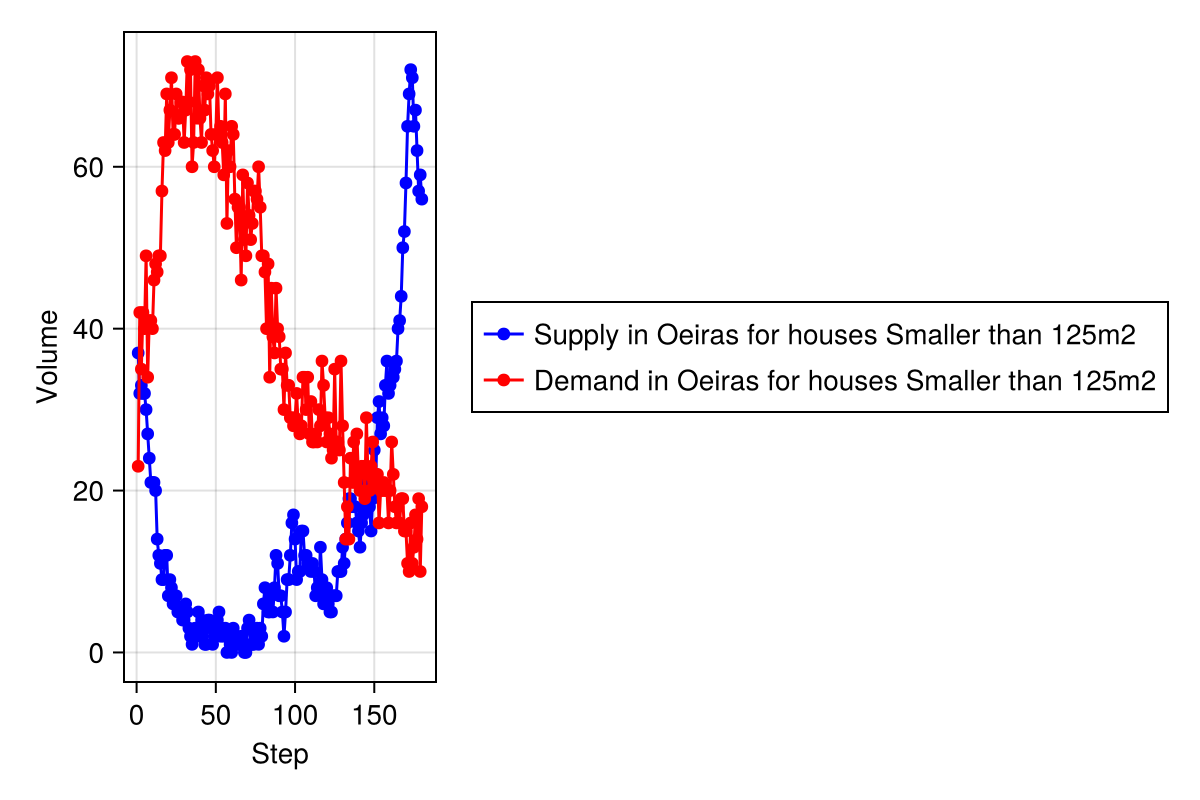 60
40
20
0
Volume
0 50 100 150
Step
Supply in Oeiras for houses Smaller than 125m2
Demand in Oeiras for houses Smaller than 125m2